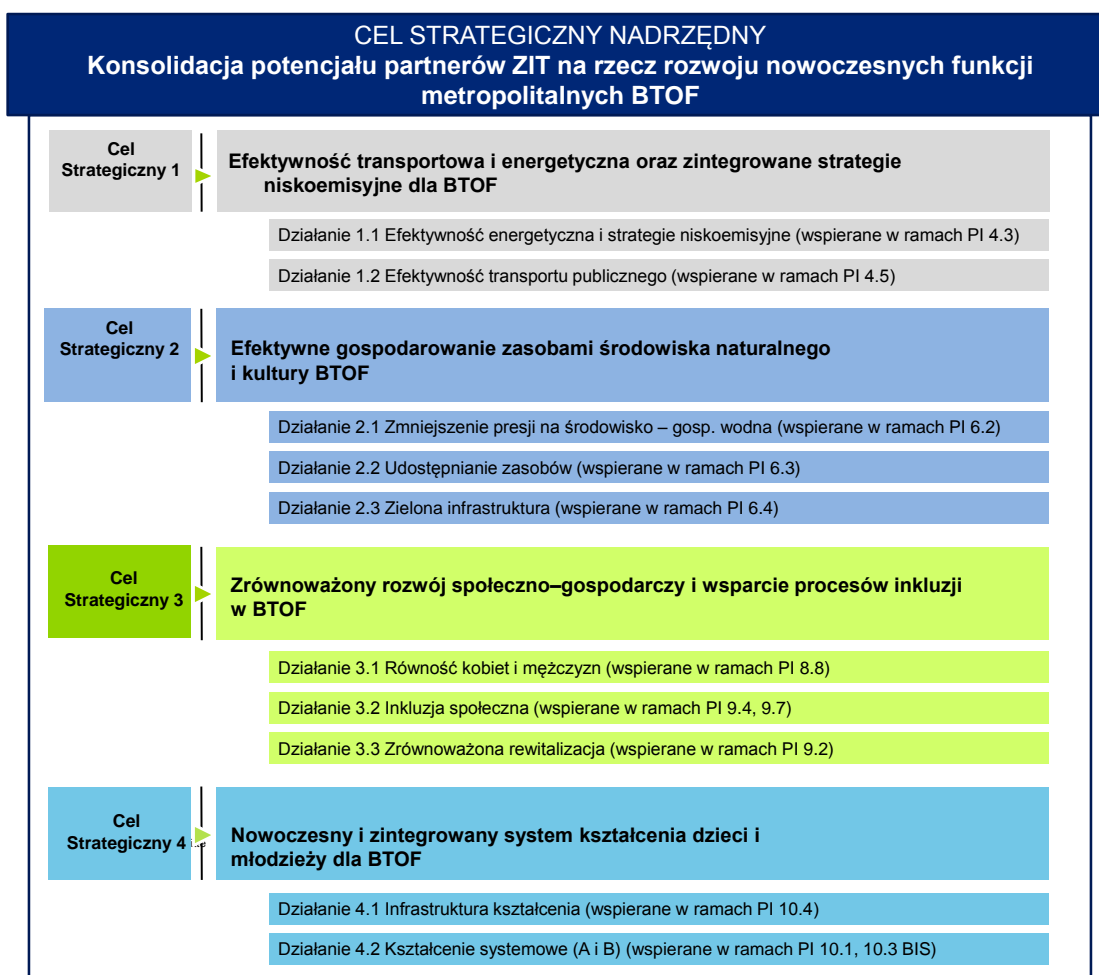 CEL STRATEGICZNY NADRZĘDNY
Konsolidacja potencjału partnerów ZIT na rzecz rozwoju nowoczesnych funkcji
metropolitalnych BTOF
Cel
Strategiczny 1
Efektywność transportowa i energetyczna oraz zintegrowane strategie
niskoemisyjne dla BTOF
Działanie 1.1 Efektywność energetyczna i strategie niskoemisyjne (wspierane w ramach PI 4.3)
Działanie 1.2 Efektywność transportu publicznego (wspierane w ramach PI 4.5)
Cel
Strategiczny 2
Efektywne gospodarowanie zasobami środowiska naturalnego
i kultury BTOF
Działanie 2.1 Zmniejszenie presji na środowisko – gosp. wodna (wspierane w ramach PI 6.2)
Działanie 2.2 Udostępnianie zasobów (wspierane w ramach PI 6.3)
Działanie 2.3 Zielona infrastruktura (wspierane w ramach PI 6.4)
Cel
Strategiczny 3
Zrównoważony rozwój społeczno–gospodarczy i wsparcie procesów inkluzji
w BTOF
Działanie 3.1 Równość kobiet i mężczyzn (wspierane w ramach PI 8.8)
Działanie 3.2 Inkluzja społeczna (wspierane w ramach PI 9.4, 9.7)
Działanie 3.3 Zrównoważona rewitalizacja (wspierane w ramach PI 9.2)
Cel
Strategiczny 4
Nowoczesny i zintegrowany system kształcenia dzieci i
młodzieży dla BTOF
Działanie 4.1 Infrastruktura kształcenia (wspierane w ramach PI 10.4)
Działanie 4.2 Kształcenie systemowe (A i B) (wspierane w ramach PI 10.1, 10.3 BIS)